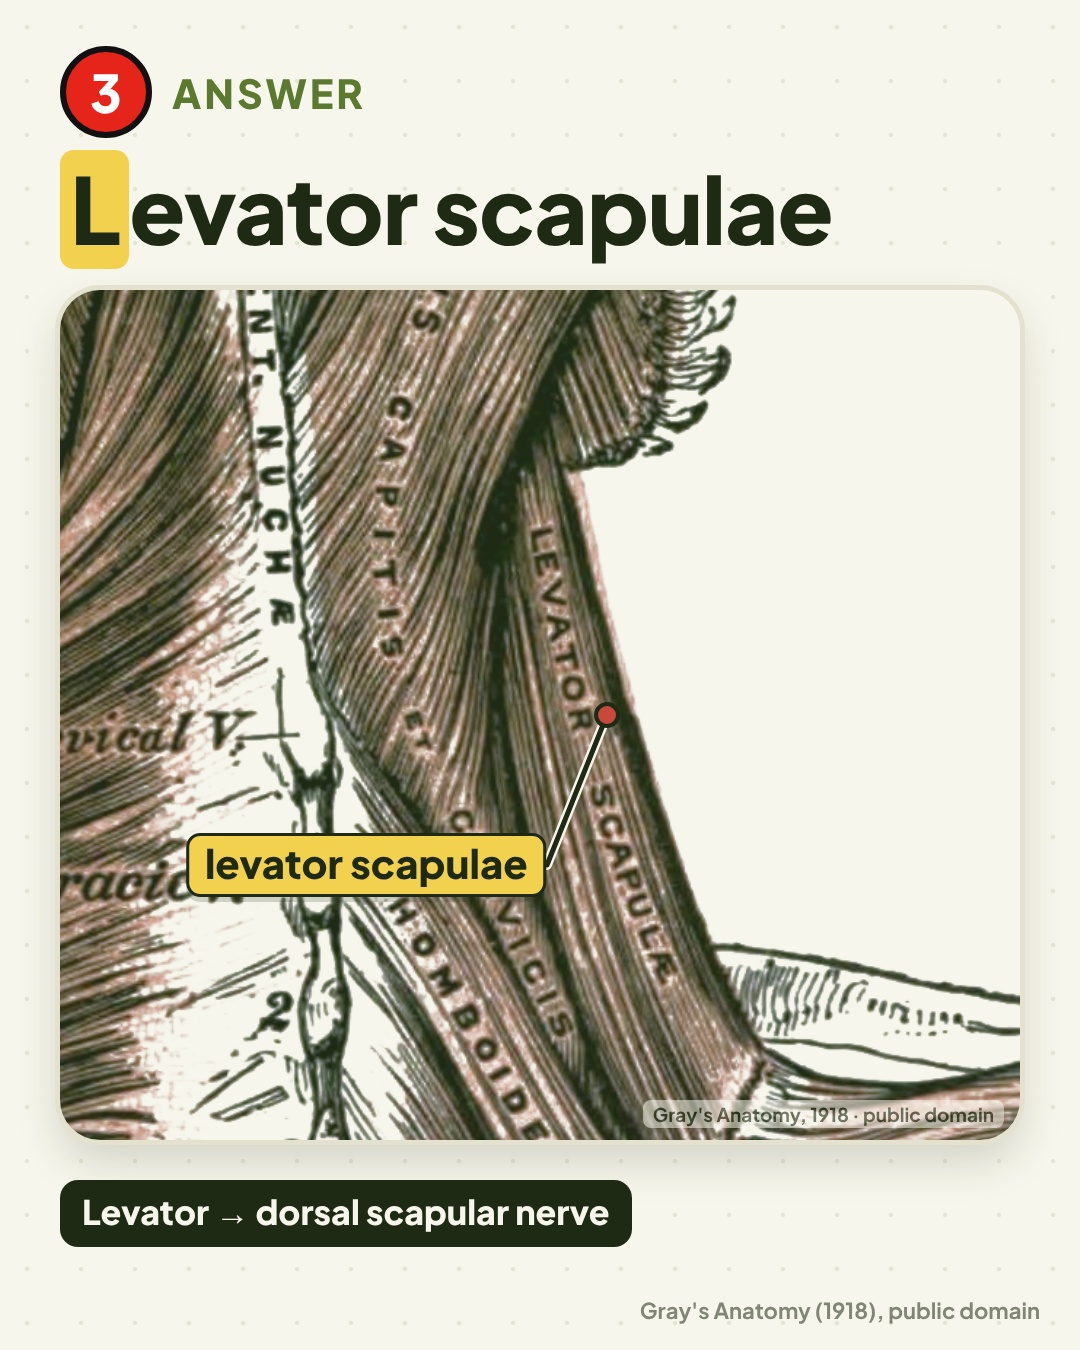 3 ANSWER
Levator scapulae
NT. NUCHÆ
S CAPITIS ET
LEVATOR SCAPULÆ
vical V.
levator scapulae
VICIS
HOMBOIDE
2
Gray's Anatomy, 1918 · public domain
Levator → dorsal scapular nerve
Gray's Anatomy (1918), public domain